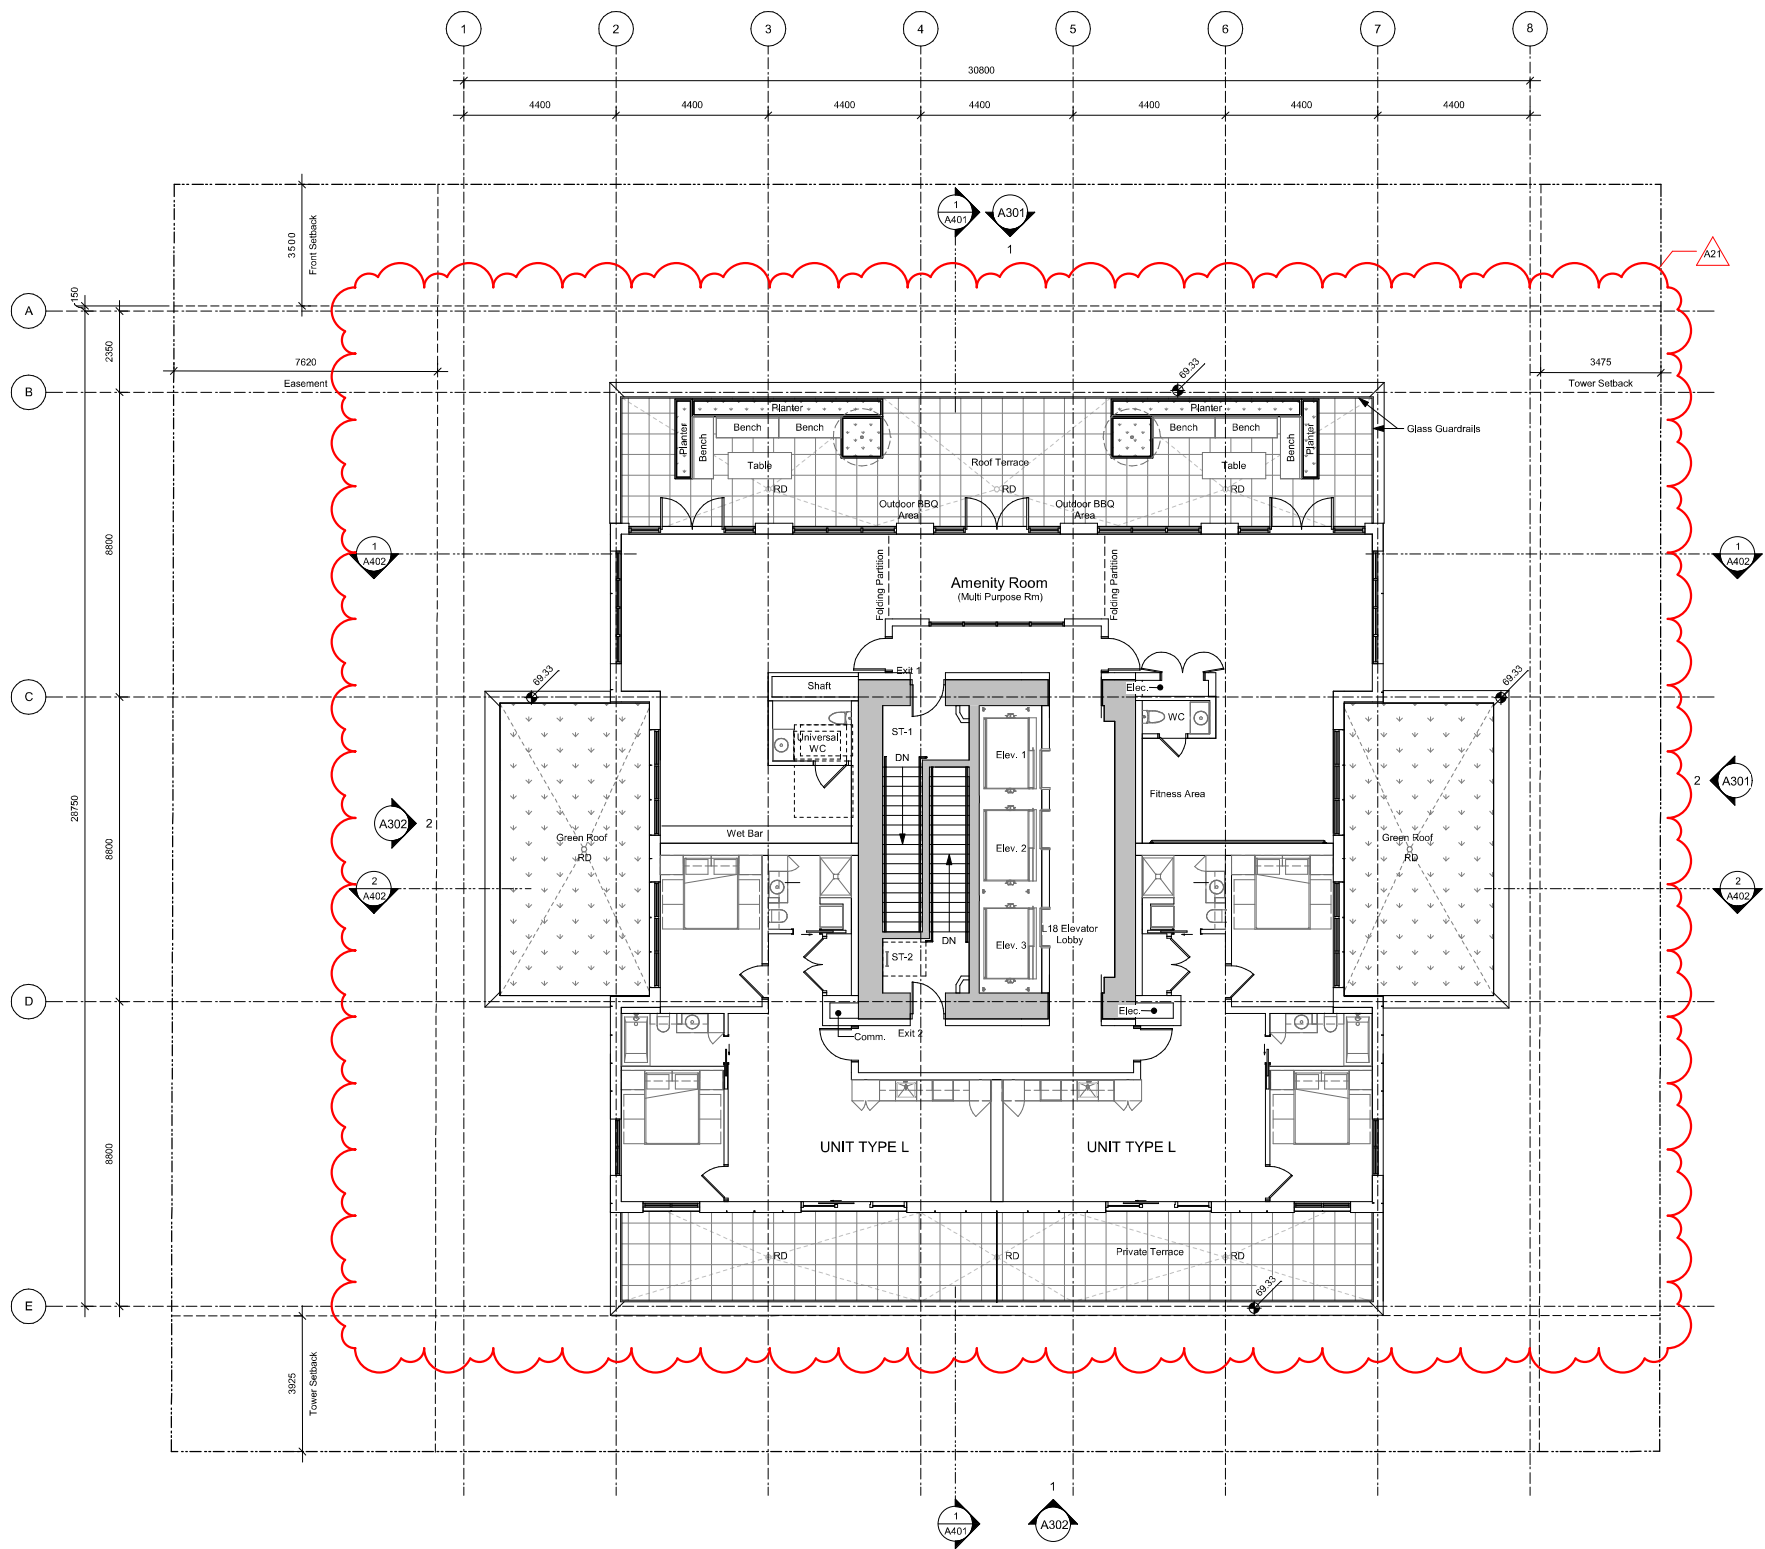 1 2 3 4 5 6 7 8
30800
4400 4400 4400 4400 4400 4400 4400
3500
Front Setback
1
A401
A301
1
A21
150
A
2350
7620
Easement
3475
Tower Setback
B
69.33
Planter
Planter
Bench Bench
Bench Bench
Planter
Bench
Bench
Planter
Glass Guardrails
Table
Roof Terrace
Table
RD
RD
RD
Outdoor BBQ
Area
Outdoor BBQ
Area
8800
1
A402
1
A402
Folding Partition
Amenity Room
(Multi Purpose Rm)
Folding Partition
Exit 1
69.33
69.33
C
Shaft
Elec.
WC
ST-1
Universal
WC
DN
Elev. 1
28750
A302
2
2
A301
Fitness Area
Wet Bar
8800
Green Roof
RD
Elev. 2
Green Roof
RD
2
A402
2
A402
L18 Elevator
Lobby
DN
Elev. 3
ST-2
D
Elec.
Comm.
Exit 2
8800
UNIT TYPE L
UNIT TYPE L
RD
RD
Private Terrace
RD
69.33
E
3925
Tower Setback
1
A401
1
A302